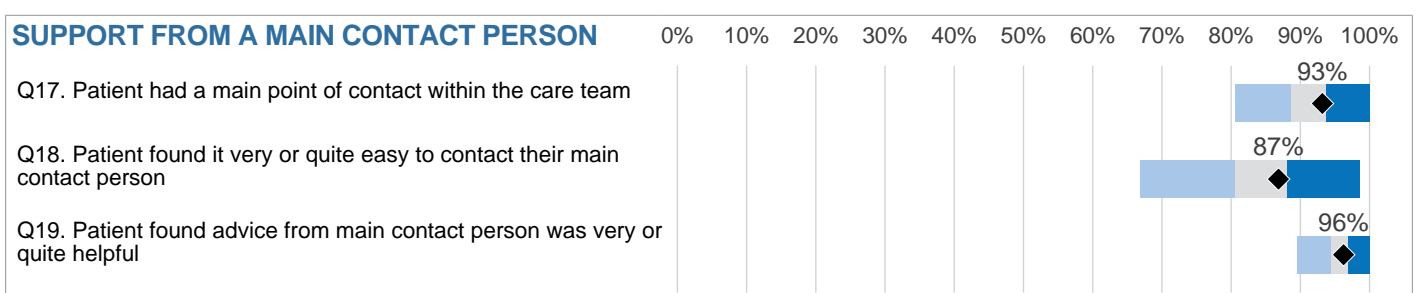 SUPPORT FROM A MAIN CONTACT PERSON 0% 10% 20% 30% 40% 50% 60% 70% 80% 90% 100%
Q17. Patient had a main point of contact within the care team
93%
Q18. Patient found it very or quite easy to contact their main
contact person
87%
Q19. Patient found advice from main contact person was very or
quite helpful
96%